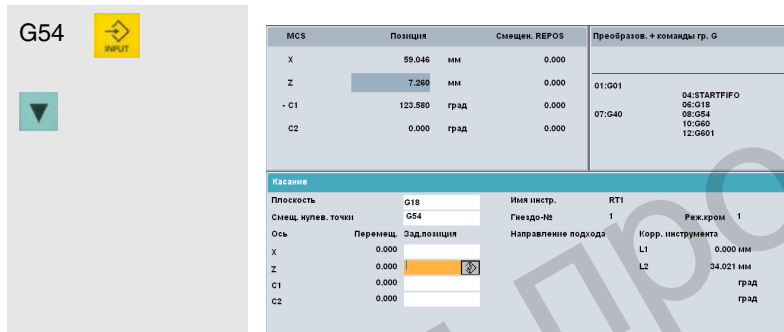 G54
INPUT
MCS Позиция Смещен. REPOS
X 59.046 мм 0.000
Z 7.260 мм 0.000
- C1 123.580 град 0.000
C2 0.000 град 0.000
Преобразов. + команды гр. G
01:G01
04:STARTFIFO
06:G18
07:G40 08:G54
10:G60
12:G601
Касание
Плоскость G18 Имя инстр. RT1
Смещ. нулев. точки G54 Гнездо-№ 1 Реж.кром 1
Ось Перемещ. Зад.позиция Направление подхода Корр. инструмента
X 0.000 L1 0.000 мм
Z 0.000 L2 34.021 мм
C1 0.000 град
C2 0.000 град